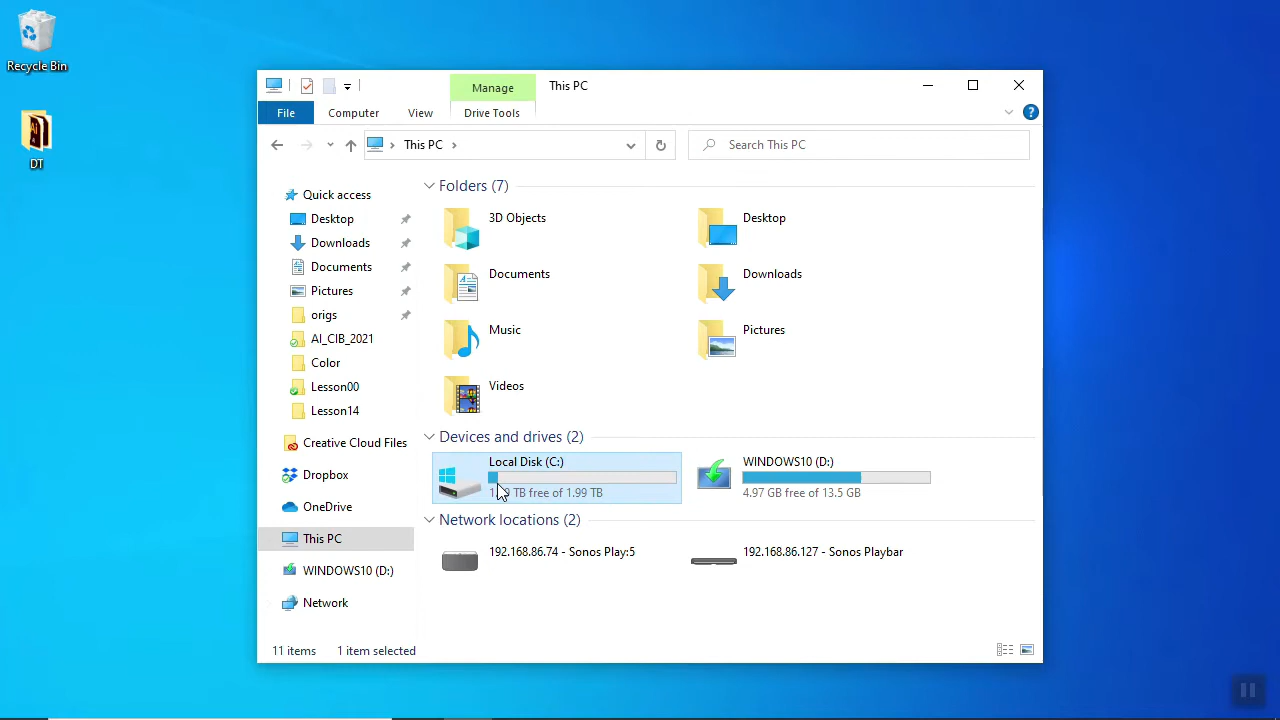 Recycle Bin
DT
Manage
This PC
File
Computer
View
Drive Tools
This PC
Search This PC
Quick access
Desktop
Downloads
Documents
Pictures
origs
AI_CIB_2021
Color
Lesson00
Lesson14
Creative Cloud Files
Dropbox
OneDrive
This PC
WINDOWS10 (D:)
Network
Folders (7)
3D Objects
Desktop
Documents
Downloads
Music
Pictures
Videos
Devices and drives (2)
Local Disk (C:)
TB free of 1.99 TB
WINDOWS10 (D:)
4.97 GB free of 13.5 GB
Network locations (2)
192.168.86.74 - Sonos Play:5
192.168.86.127 - Sonos Playbar
11 items
1 item selected